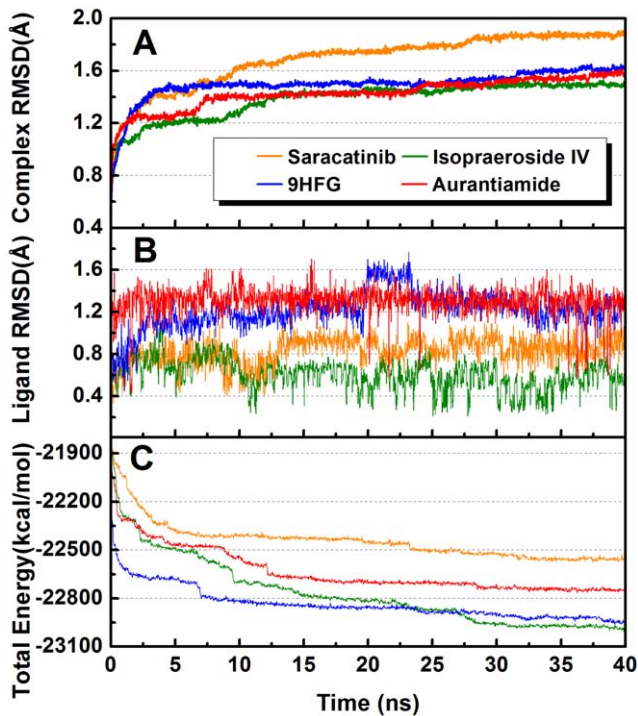 Complex RMSD(Å)
2.0
1.6
1.2
0.8
0.4
A
Saracatinib
Isopraeroside IV
9HFG
Aurantiamide
Ligand RMSD(Å)
1.6
1.2
0.8
0.4
B
Total Energy(kcal/mol)
-21900
-22200
-22500
-22800
-23100
C
0 5 10 15 20 25 30 35 40
Time (ns)